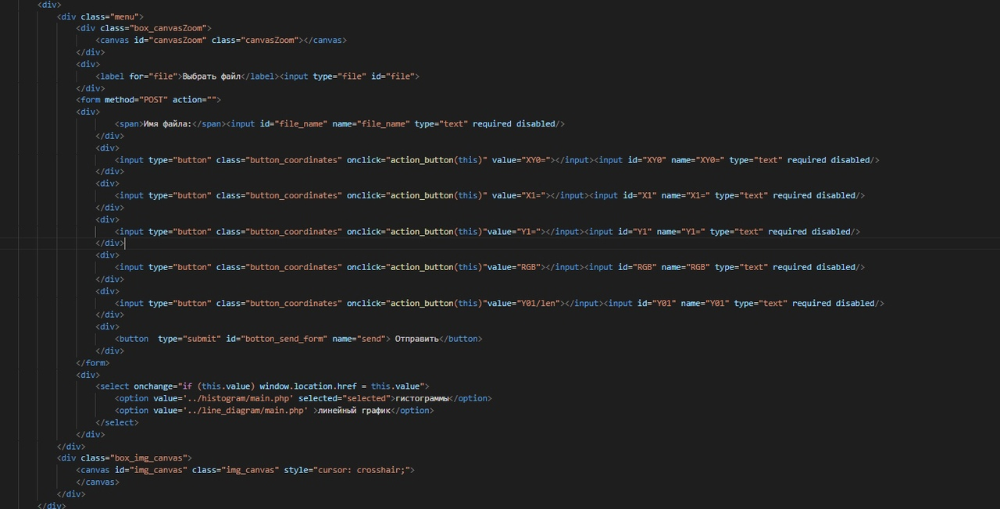 <div>
<div class="menu">
<div class="box_canvasZoom">
<canvas id="canvasZoom" class="canvasZoom"></canvas>
</div>
<div>
<label for="file">Выбрать файл</label><input type="file" id="file">
</div>
<form method="POST" action="">
<div>
<span>Имя файла:</span><input id="file_name" name="file_name" type="text" required disabled/>
</div>
<div>
<input type="button" class="button_coordinates" onclick="action_button(this)" value="XY0="></input><input id="XY0" name="XY0=" type="text" required disabled/>
</div>
<div>
<input type="button" class="button_coordinates" onclick="action_button(this)" value="X1="></input><input id="X1" name="X1=" type="text" required disabled/>
</div>
<div>
<input type="button" class="button_coordinates" onclick="action_button(this)"value="Y1="></input><input id="Y1" name="Y1=" type="text" required disabled/>
</div>
<div>
<input type="button" class="button_coordinates" onclick="action_button(this)"value="RGB"></input><input id="RGB" name="RGB" type="text" required disabled/>
</div>
<div>
<input type="button" class="button_coordinates" onclick="action_button(this)"value="Y01/len"></input><input id="Y01" name="Y01" type="text" required disabled/>
</div>
<div>
<button  type="submit" id="botton_send_form" name="send"> Отправить</button>
</div>
</form>
<div>
<select onchange="if (this.value) window.location.href = this.value">
<option value='../histogram/main.php' selected="selected">гистограммы</option>
<option value='../line_diagram/main.php' >линейный график</option>
</select>
</div>
</div>
<div class="box_img_canvas">
<canvas id="img_canvas" class="img_canvas" style="cursor: crosshair;">
</canvas>
</div>
</div>